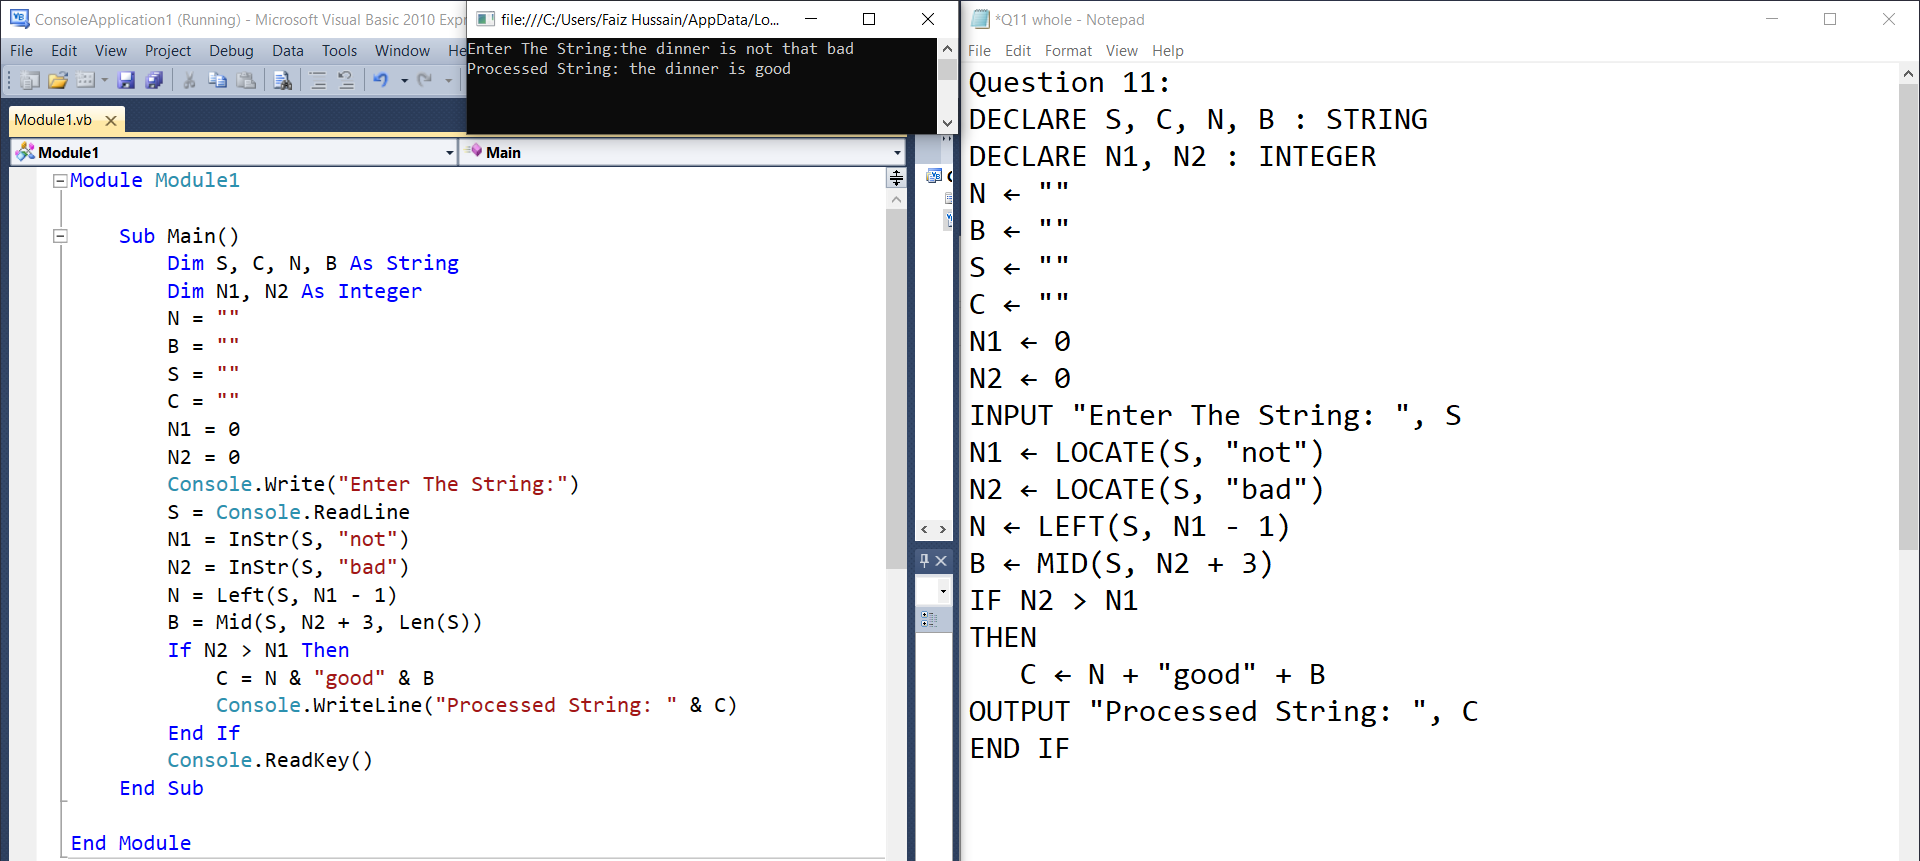 ConsoleApplication1 (Running) - Microsoft Visual Basic 2010 Expr
File Edit View Project Debug Data Tools Window He
Module1.vb
Module1
Main
Module Module1
Sub Main()
Dim S, C, N, B As String
Dim N1, N2 As Integer
N = ""
B = ""
S = ""
C = ""
N1 = 0
N2 = 0
Console.Write("Enter The String:")
S = Console.ReadLine
N1 = InStr(S, "not")
N2 = InStr(S, "bad")
N = Left(S, N1 - 1)
B = Mid(S, N2 + 3, Len(S))
If N2 > N1 Then
C = N & "good" & B
Console.WriteLine("Processed String: " & C)
End If
Console.ReadKey()
End Sub
End Module
file:///C:/Users/Faiz Hussain/AppData/Lo...
Enter The String:the dinner is not that bad
Processed String: the dinner is good
*Q11 whole - Notepad
File Edit Format View Help
Question 11:
DECLARE S, C, N, B : STRING
DECLARE N1, N2 : INTEGER
N ← ""
B ← ""
S ← ""
C ← ""
N1 ← 0
N2 ← 0
INPUT "Enter The String: ", S
N1 ← LOCATE(S, "not")
N2 ← LOCATE(S, "bad")
N ← LEFT(S, N1 - 1)
B ← MID(S, N2 + 3)
IF N2 > N1
THEN
C ← N + "good" + B
OUTPUT "Processed String: ", C
END IF